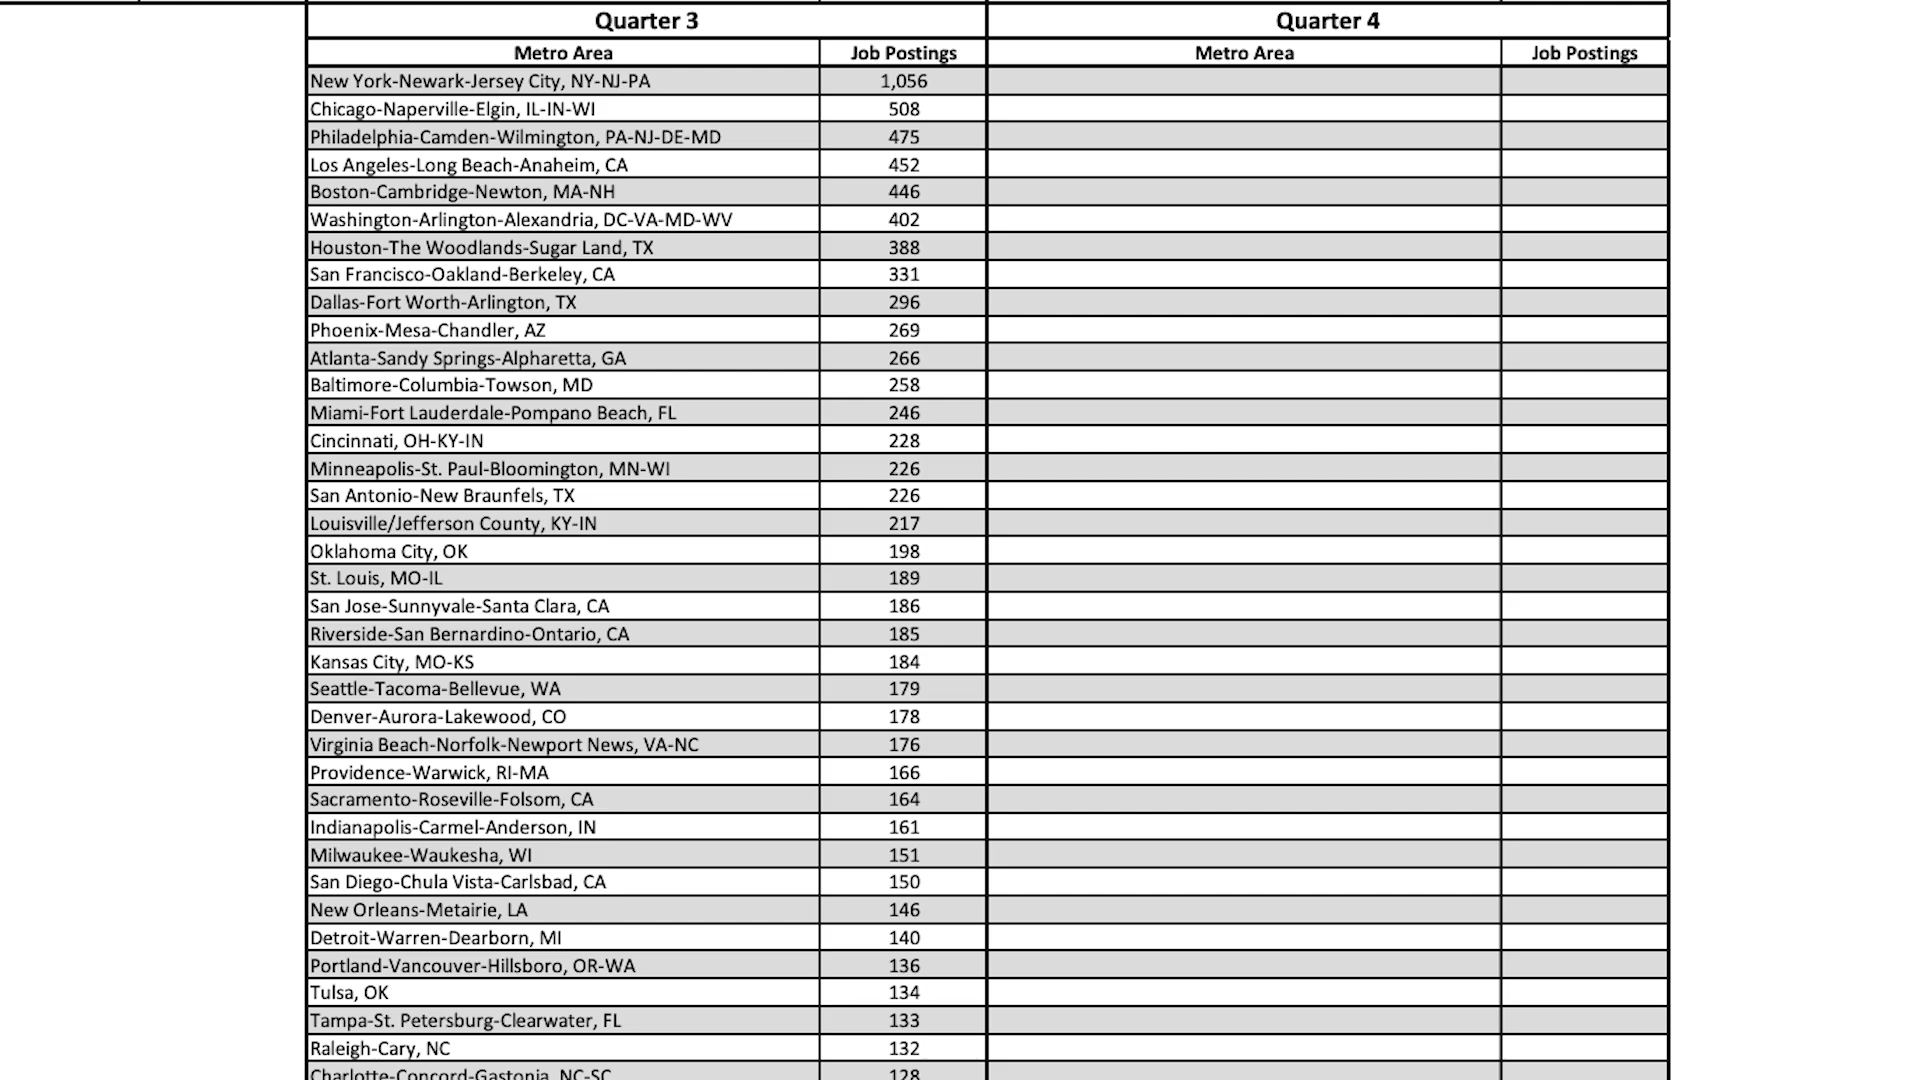 Quarter 3 Quarter 4
Metro Area Job Postings Metro Area Job Postings
New York-Newark-Jersey City, NY-NJ-PA 1,056
Chicago-Naperville-Elgin, IL-IN-WI 508
Philadelphia-Camden-Wilmington, PA-NJ-DE-MD 475
Los Angeles-Long Beach-Anaheim, CA 452
Boston-Cambridge-Newton, MA-NH 446
Washington-Arlington-Alexandria, DC-VA-MD-WV 402
Houston-The Woodlands-Sugar Land, TX 388
San Francisco-Oakland-Berkeley, CA 331
Dallas-Fort Worth-Arlington, TX 296
Phoenix-Mesa-Chandler, AZ 269
Atlanta-Sandy Springs-Alpharetta, GA 266
Baltimore-Columbia-Towson, MD 258
Miami-Fort Lauderdale-Pompano Beach, FL 246
Cincinnati, OH-KY-IN 228
Minneapolis-St. Paul-Bloomington, MN-WI 226
San Antonio-New Braunfels, TX 226
Louisville/Jefferson County, KY-IN 217
Oklahoma City, OK 198
St. Louis, MO-IL 189
San Jose-Sunnyvale-Santa Clara, CA 186
Riverside-San Bernardino-Ontario, CA 185
Kansas City, MO-KS 184
Seattle-Tacoma-Bellevue, WA 179
Denver-Aurora-Lakewood, CO 178
Virginia Beach-Norfolk-Newport News, VA-NC 176
Providence-Warwick, RI-MA 166
Sacramento-Roseville-Folsom, CA 164
Indianapolis-Carmel-Anderson, IN 161
Milwaukee-Waukesha, WI 151
San Diego-Chula Vista-Carlsbad, CA 150
New Orleans-Metairie, LA 146
Detroit-Warren-Dearborn, MI 140
Portland-Vancouver-Hillsboro, OR-WA 136
Tulsa, OK 134
Tampa-St. Petersburg-Clearwater, FL 133
Raleigh-Cary, NC 132
Charlotte-Concord-Gastonia, NC-SC 128